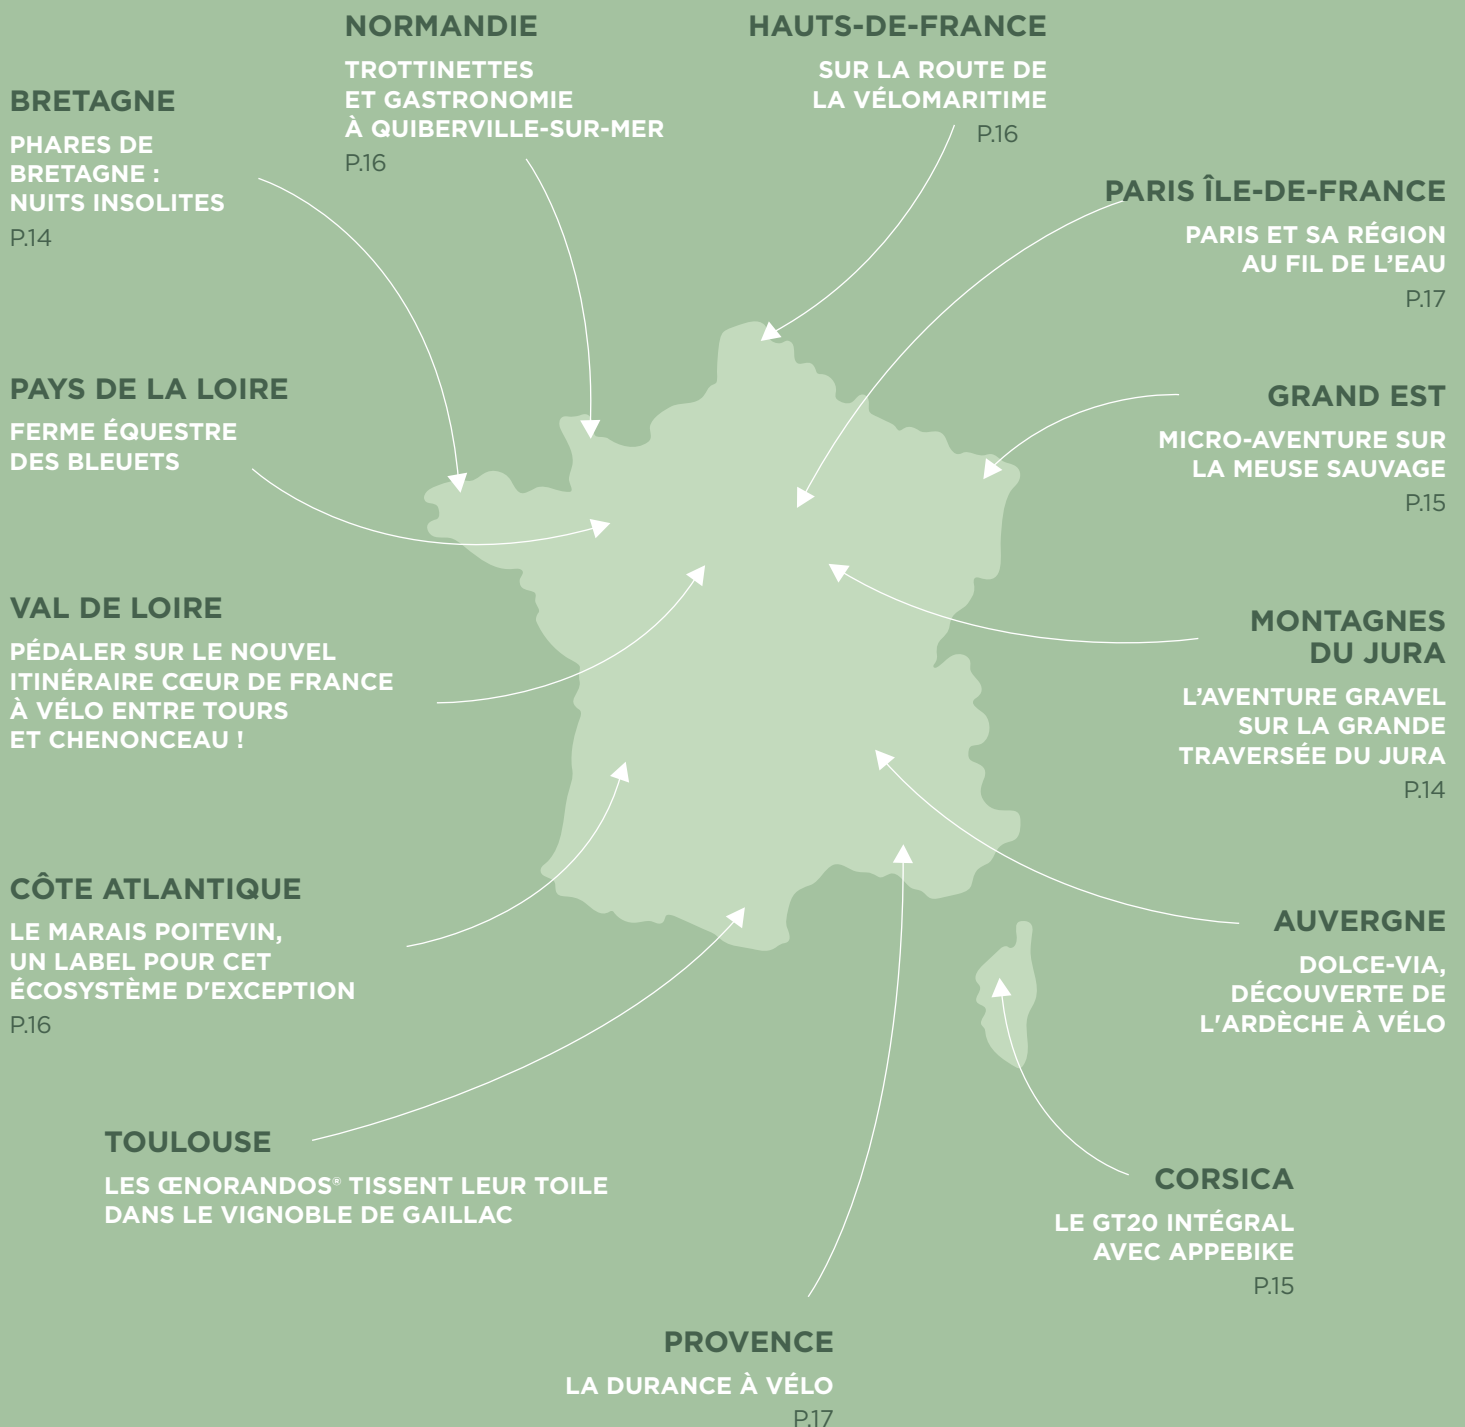 NORMANDIE
TROTTINETTES
ET GASTRONOMIE
À QUIBERVILLE-SUR-MER
P.16
HAUTS-DE-FRANCE
SUR LA ROUTE DE
LA VÉLOMARITIME
P.16
BRETAGNE
PHARES DE
BRETAGNE :
NUITS INSOLITES
P.14
PARIS ÎLE-DE-FRANCE
PARIS ET SA RÉGION
AU FIL DE L’EAU
P.17
PAYS DE LA LOIRE
FERME ÉQUESTRE
DES BLEUETS
GRAND EST
MICRO-AVENTURE SUR
LA MEUSE SAUVAGE
P.15
VAL DE LOIRE
PÉDALER SUR LE NOUVEL
ITINÉRAIRE CŒUR DE FRANCE
À VÉLO ENTRE TOURS
ET CHENONCEAU !
MONTAGNES
DU JURA
L’AVENTURE GRAVEL
SUR LA GRANDE
TRAVERSÉE DU JURA
P.14
CÔTE ATLANTIQUE
LE MARAIS POITEVIN,
UN LABEL POUR CET
ÉCOSYSTÈME D'EXCEPTION
P.16
AUVERGNE
DOLCE-VIA,
DÉCOUVERTE DE
L'ARDÈCHE À VÉLO
TOULOUSE
LES ŒNORANDOS® TISSENT LEUR TOILE
DANS LE VIGNOBLE DE GAILLAC
CORSICA
LE GT20 INTÉGRAL
AVEC APPEBIKE
P.15
PROVENCE
LA DURANCE À VÉLO
P.17